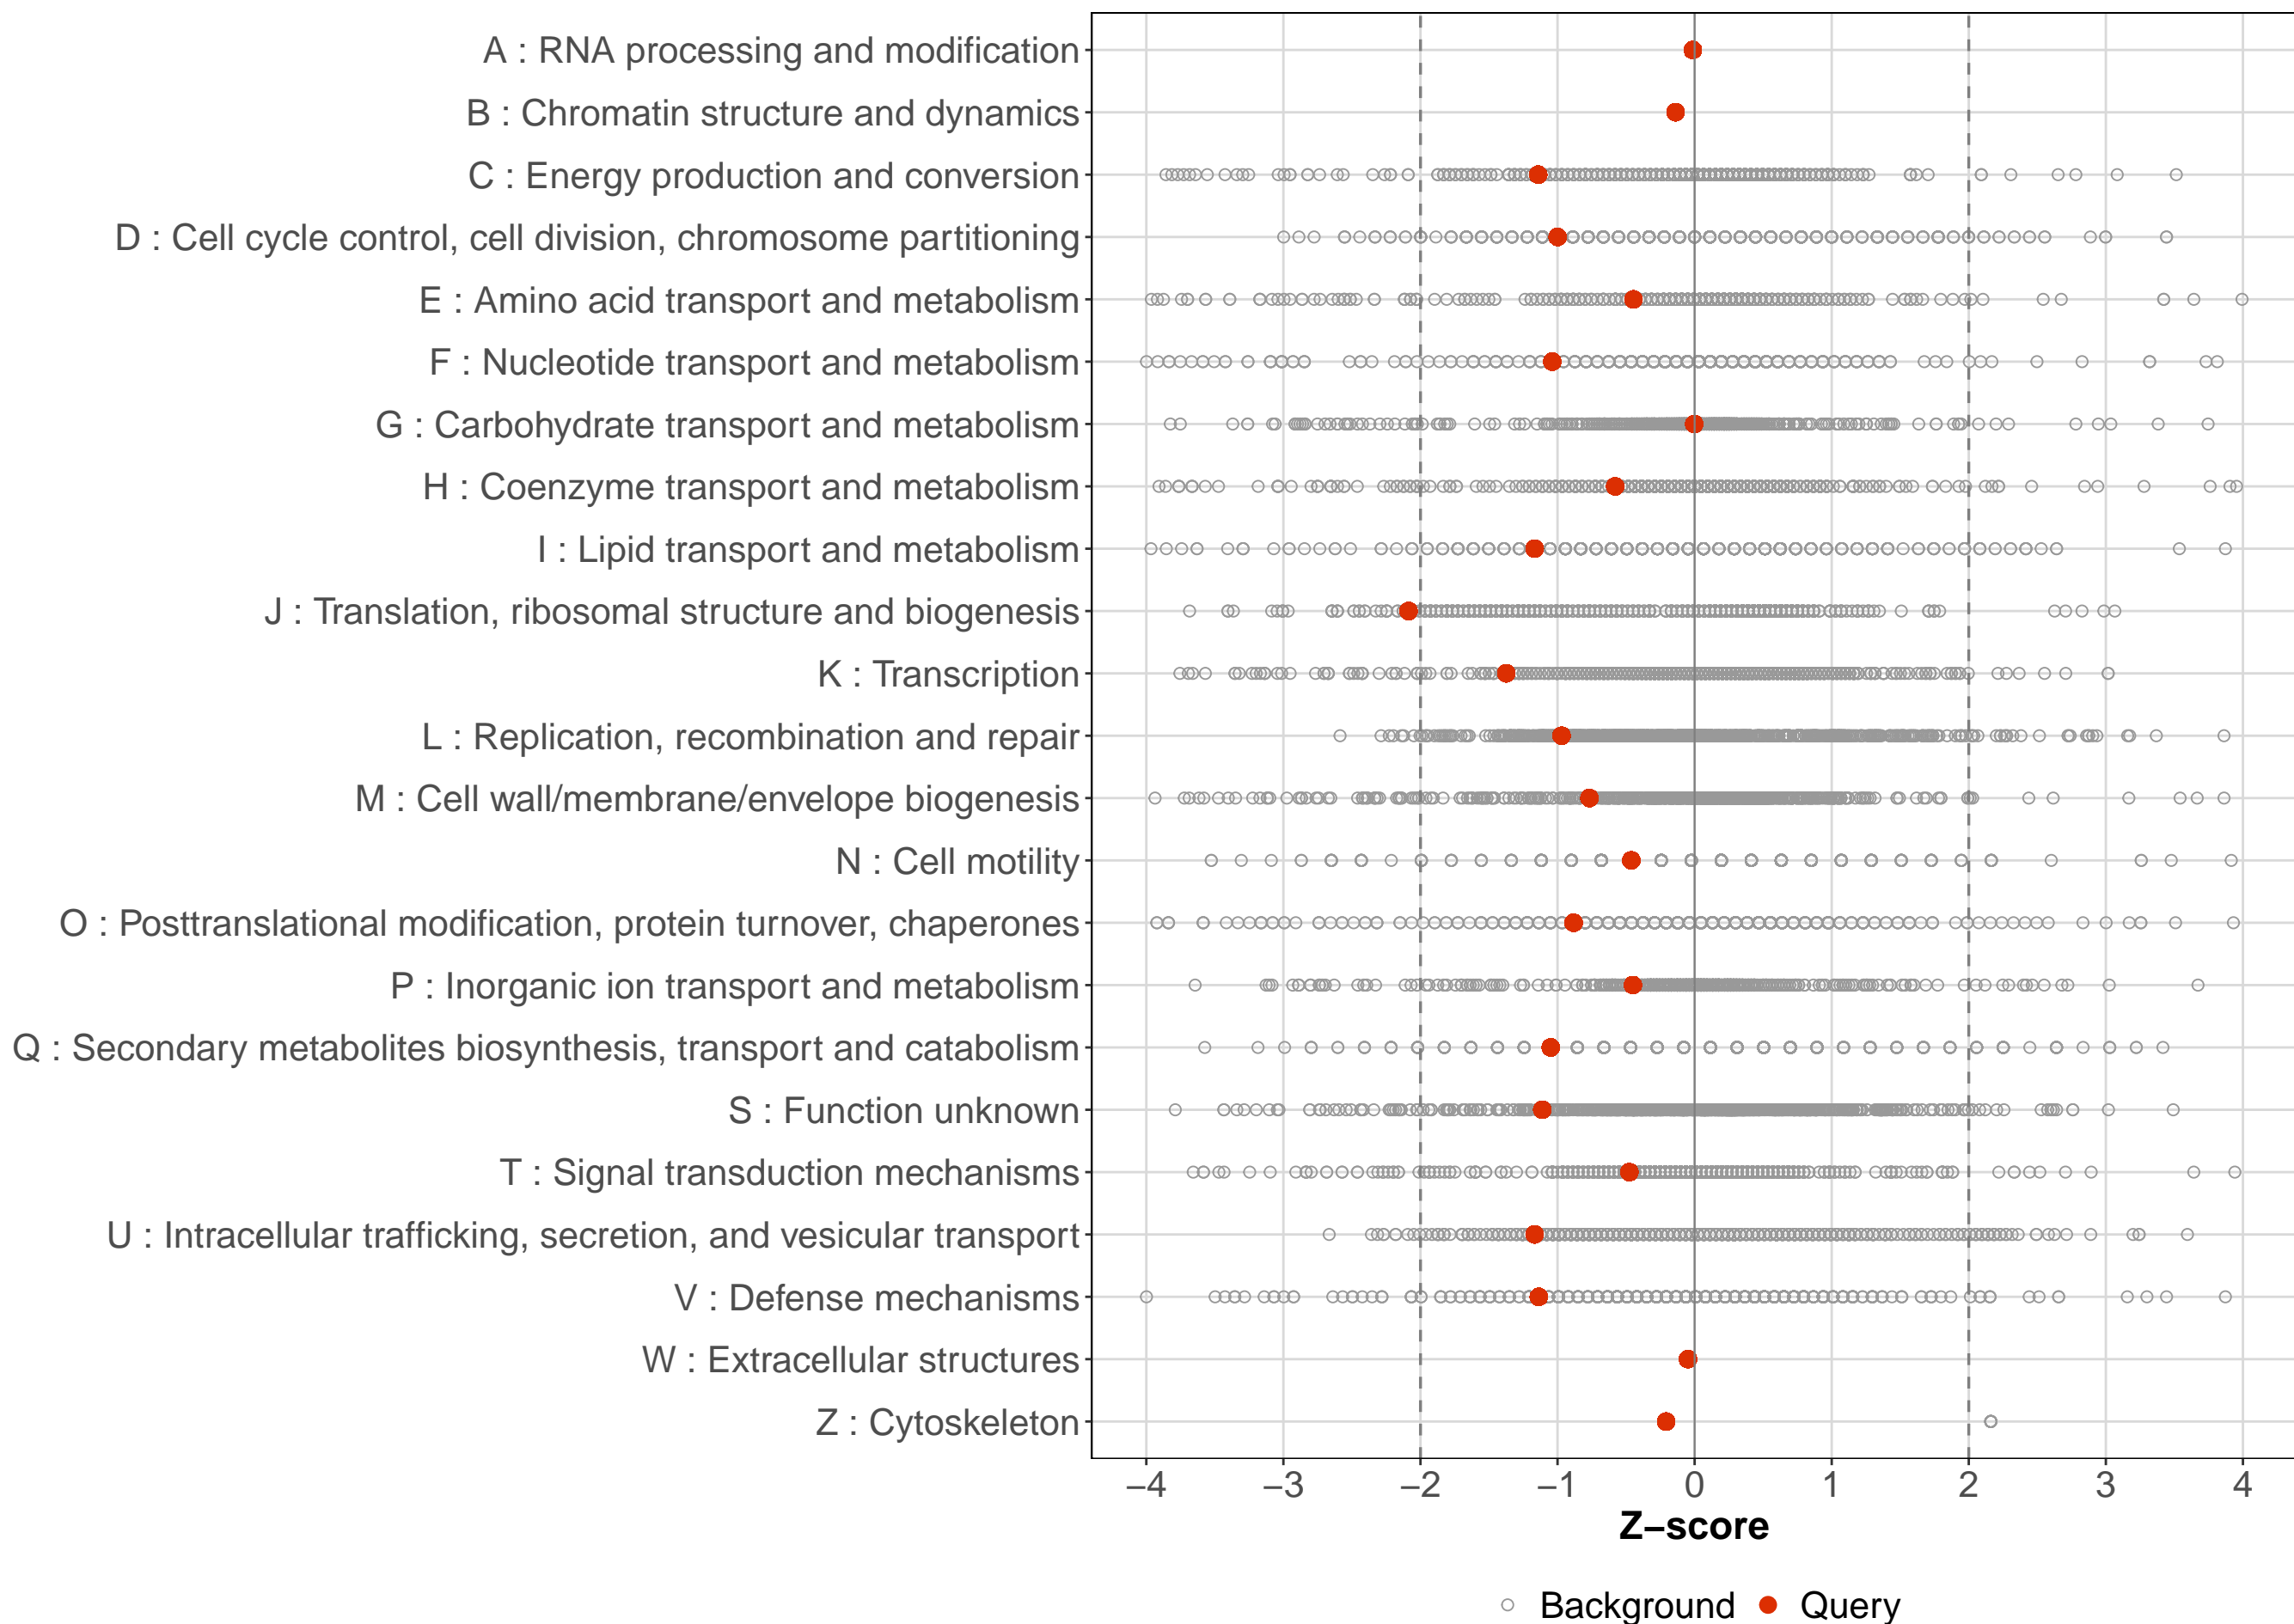 A : RNA processing and modification
B : Chromatin structure and dynamics
C : Energy production and conversion
D : Cell cycle control, cell division, chromosome partitioning
E : Amino acid transport and metabolism
F : Nucleotide transport and metabolism
G : Carbohydrate transport and metabolism
H : Coenzyme transport and metabolism
I : Lipid transport and metabolism
J : Translation, ribosomal structure and biogenesis
K : Transcription
L : Replication, recombination and repair
M : Cell wall/membrane/envelope biogenesis
N : Cell motility
O : Posttranslational modification, protein turnover, chaperones
P : Inorganic ion transport and metabolism
Q : Secondary metabolites biosynthesis, transport and catabolism
S : Function unknown
T : Signal transduction mechanisms
U : Intracellular trafficking, secretion, and vesicular transport
V : Defense mechanisms
W : Extracellular structures
Z : Cytoskeleton
−4 −3 −2 −1 0 1 2 3 4
Z−score
Background Query